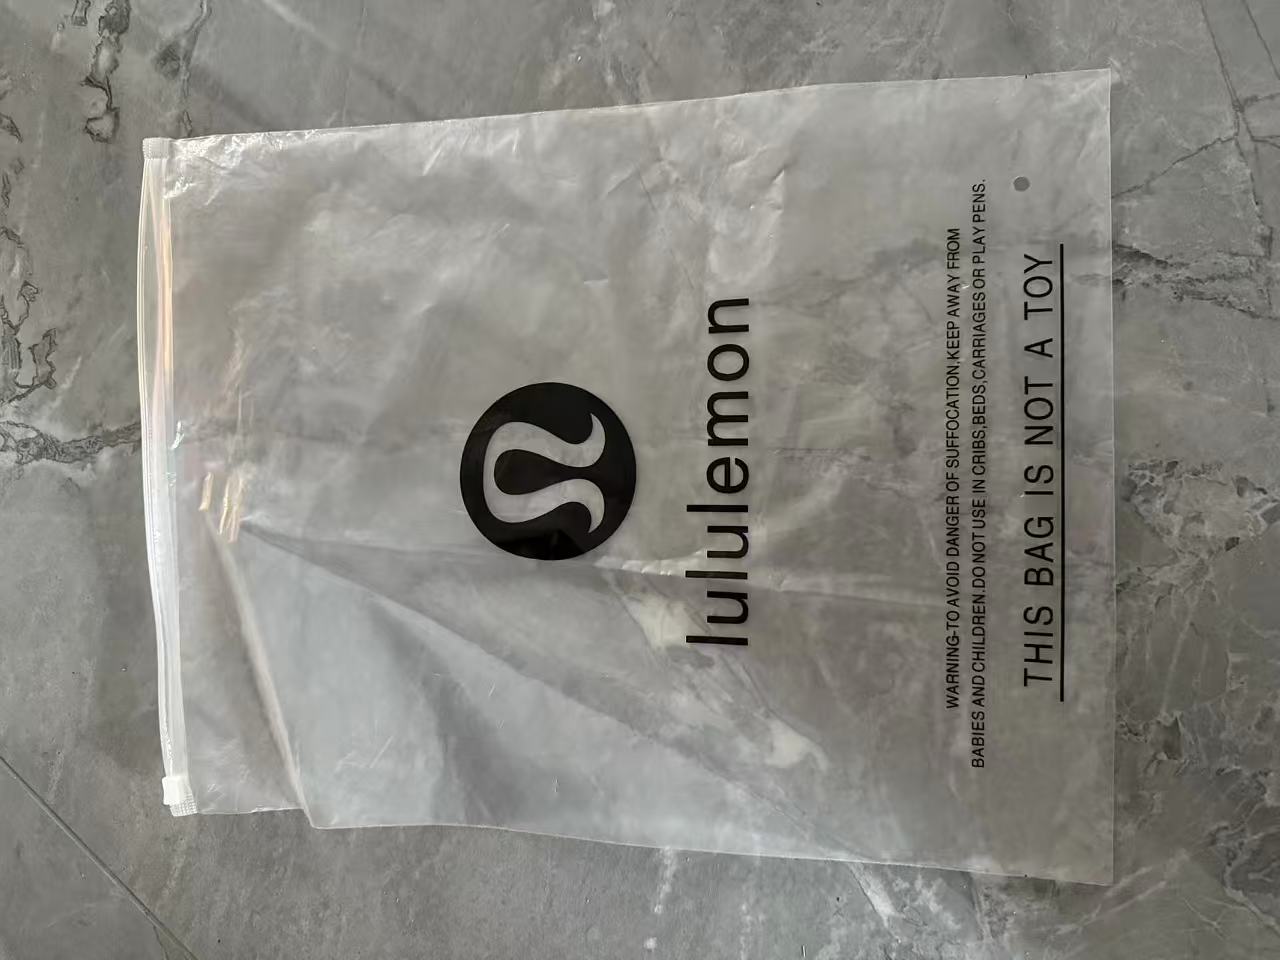 lululemon
WARNING-TO AVOID DANGER OF SUFFOCATION,KEEP AWAY FROM
BABIES AND CHILDREN.DO NOT USE IN CRIBS,BEDS,CARRIAGES OR PLAY PENS.
THIS BAG IS NOT A TOY